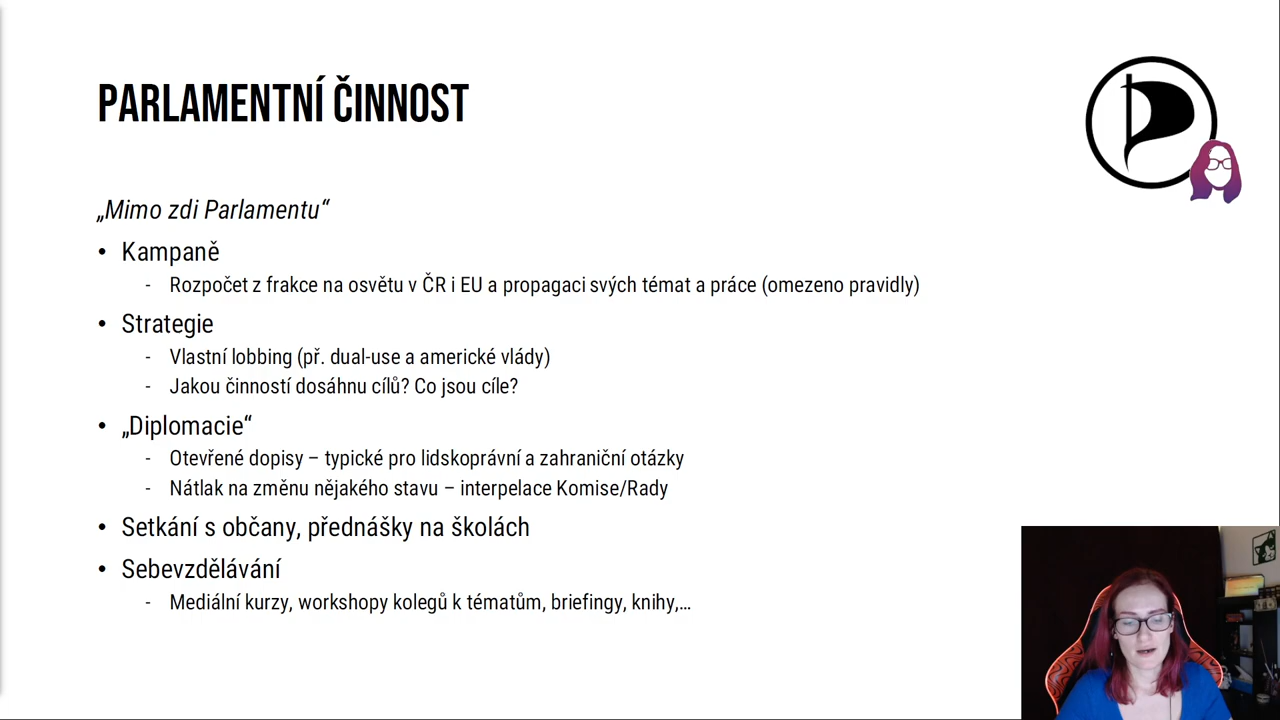 PARLAMENTNÍ ČINNOST
„Mimo zdi Parlamentu“
• Kampaně
- Rozpočet z frakce na osvětu v ČR i EU a propagaci svých témat a práce (omezeno pravidly)
• Strategie
- Vlastní lobbing (př. dual-use a americké vlády)
- Jakou činností dosáhnu cílů? Co jsou cíle?
• „Diplomacie“
- Otevřené dopisy – typické pro lidskoprávní a zahraniční otázky
- Nátlak na změnu nějakého stavu – interpelace Komise/Rady
• Setkání s občany, přednášky na školách
• Sebevzdělávání
- Mediální kurzy, workshopy kolegů k tématům, briefingy, knihy,…